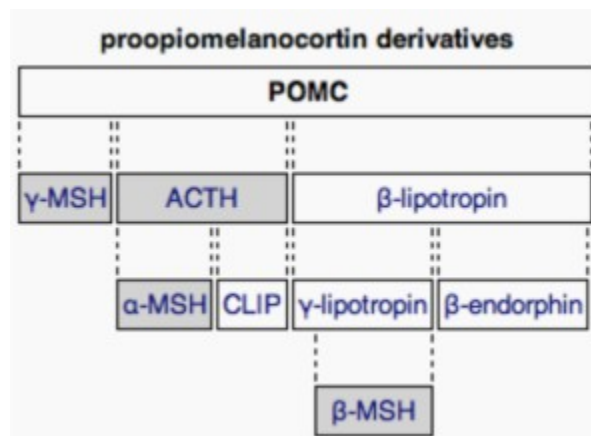 proopiomelanocortin derivatives
POMC
γ-MSH ACTH β-lipotropin
α-MSH CLIP γ-lipotropin β-endorphin
β-MSH